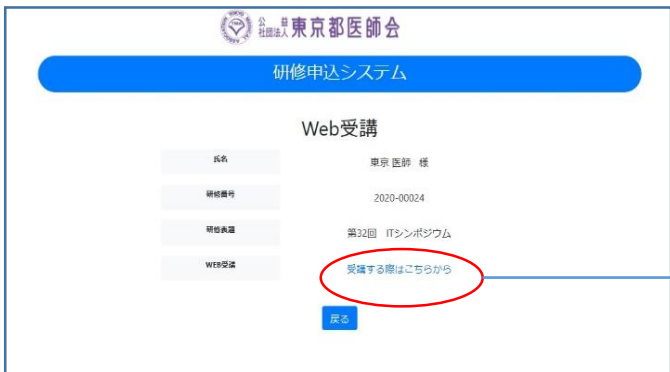 公益社団法人東京都医師会
研修申込システム
Web受講
氏名 東京 医師 様
研修番号 2020-00024
研修表題 第32回 ITシンポジウム
WEB受講 受講する際はこちらから
戻る